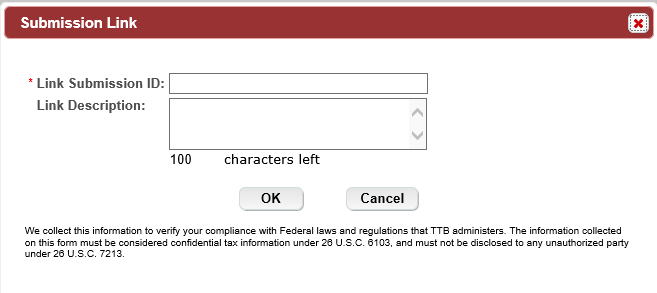 Submission Link
* Link Submission ID:
Link Description:
100 characters left
OK Cancel
We collect this information to verify your compliance with Federal laws and regulations that TTB administers. The information collected
on this form must be considered confidential tax information under 26 U.S.C. 6103, and must not be disclosed to any unauthorized party
under 26 U.S.C. 7213.